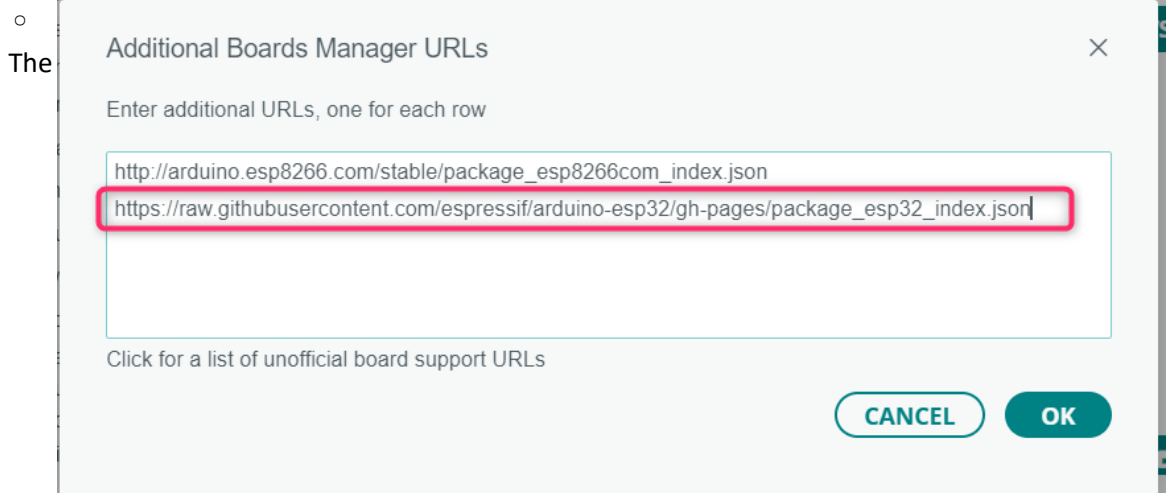 The
Additional Boards Manager URLs
Enter additional URLs, one for each row
http://arduino.esp8266.com/stable/package_esp8266com_index.json
https://raw.githubusercontent.com/espressif/arduino-esp32/gh-pages/package_esp32_index.json
Click for a list of unofficial board support URLs
CANCEL
OK